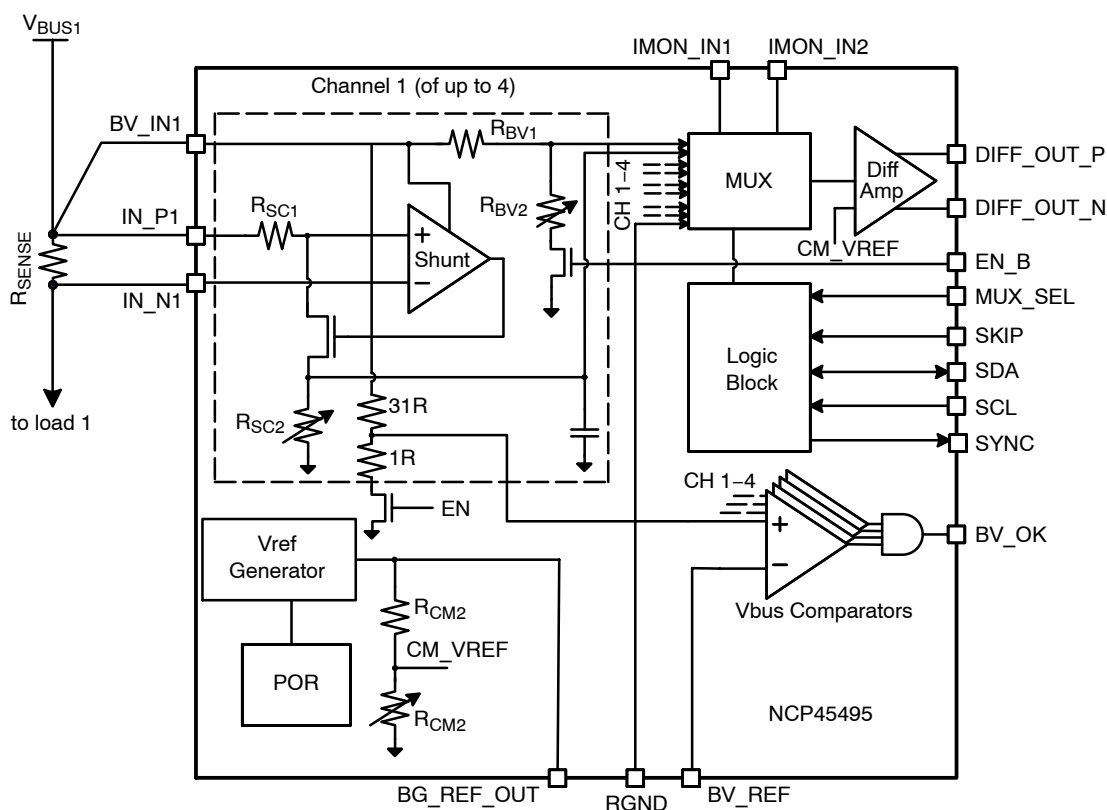 VBUS1
IMON_IN1
IMON_IN2
Channel 1 (of up to 4)
BV_IN1
RBV1
DIFF_OUT_P
Diff
Amp
MUX
CH 1–4
IN_P1
RSC1
RBV2
DIFF_OUT_N
+
Shunt
−
CM_VREF
RSENSE
EN_B
IN_N1
MUX_SEL
SKIP
Logic
Block
SDA
to load 1
31R
SCL
RSC2
SYNC
1R
CH 1–4
EN
+
BV_OK
Vref
Generator
−
RCM2
Vbus Comparators
CM_VREF
POR
RCM2
NCP45495
BG_REF_OUT
RGND
BV_REF